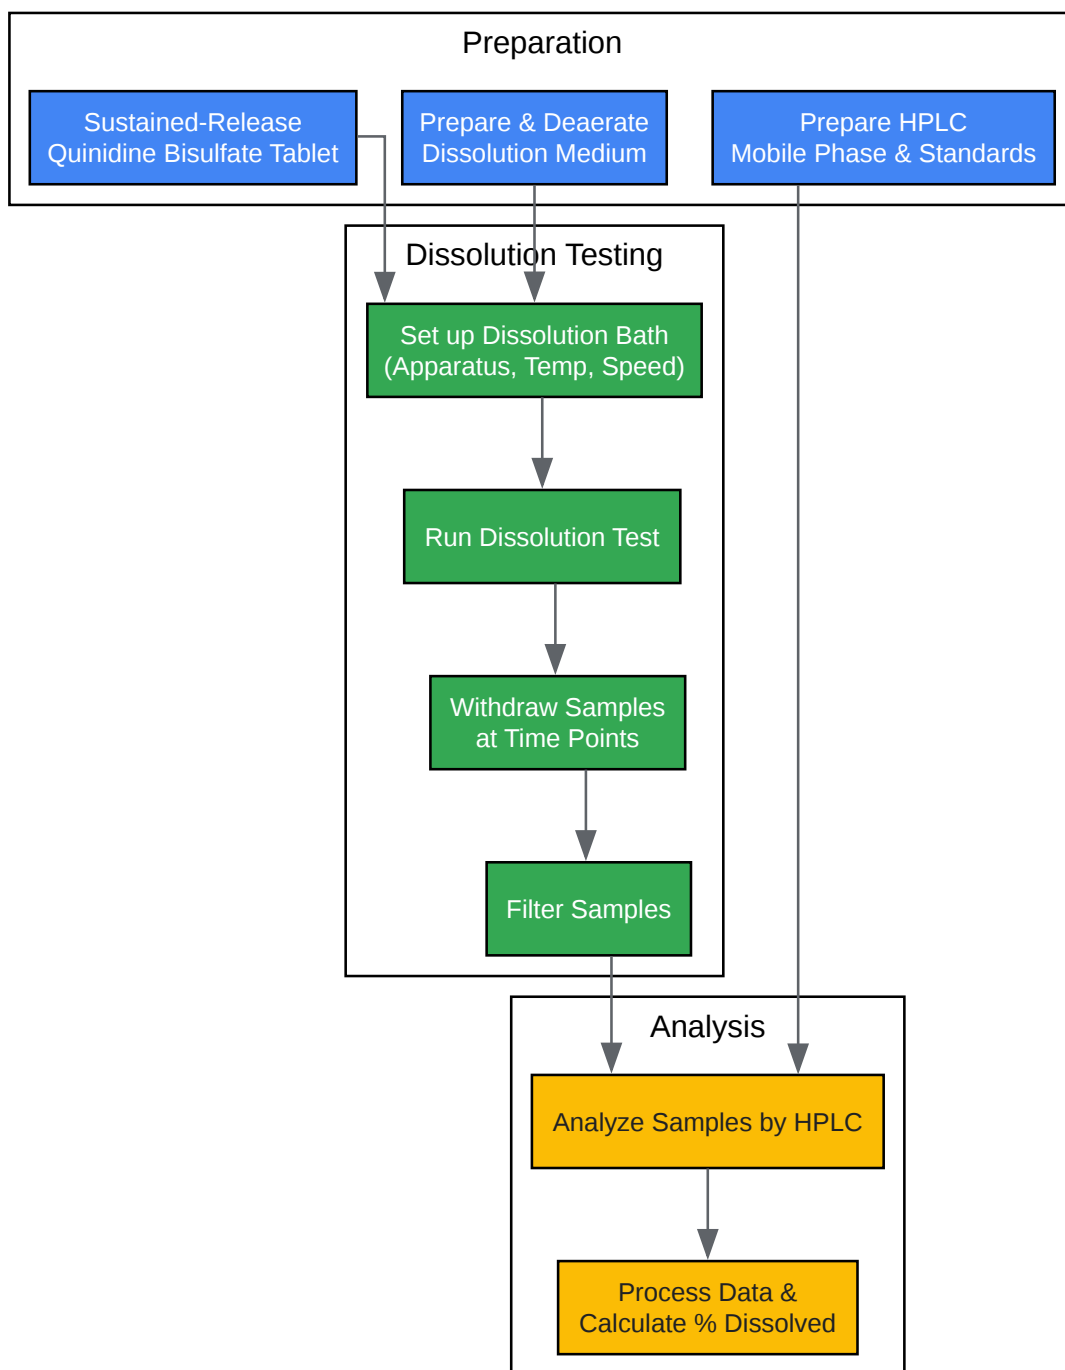 Preparation
Sustained-Release
Quinidine Bisulfate Tablet
Prepare & Deaerate
Dissolution Medium
Prepare HPLC
Mobile Phase & Standards
Dissolution Testing
Set up Dissolution Bath
(Apparatus, Temp, Speed)
Run Dissolution Test
Withdraw Samples
at Time Points
Filter Samples
Analysis
Analyze Samples by HPLC
Process Data &
Calculate % Dissolved